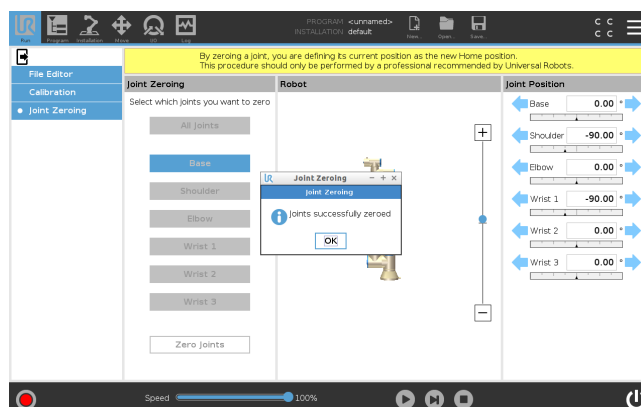 UR
Run
Program
Installation
Move
I/O
Log
PROGRAM <unnamed>
INSTALLATION default
New...
Open...
Save...
C C
C C
By zeroing a joint, you are defining its current position as the new Home position.
This procedure should only be performed by a professional recommended by Universal Robots.
File Editor
Calibration
Joint Zeroing
Joint Zeroing
Select which joints you want to zero
All Joints
Base
Shoulder
Elbow
Wrist 1
Wrist 2
Wrist 3
Zero Joints
Robot
UR Joint Zeroing
Joint Zeroing
Joints successfully zeroed
OK
Joint Position
Base 0.00 °
Shoulder -90.00 °
Elbow 0.00 °
Wrist 1 -90.00 °
Wrist 2 0.00 °
Wrist 3 0.00 °
Speed 100%